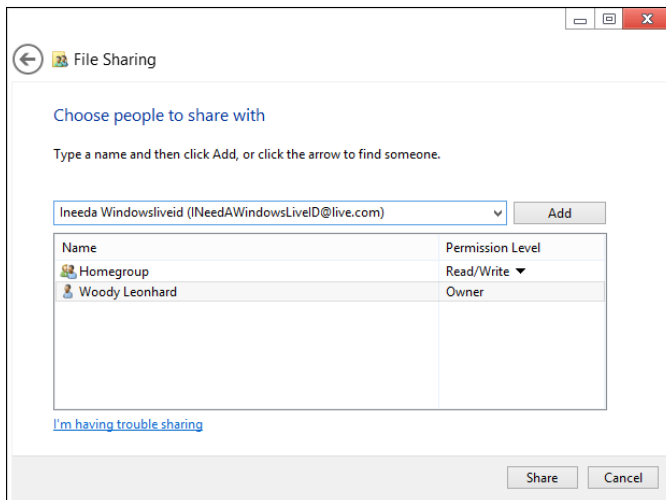 File Sharing
Choose people to share with
Type a name and then click Add, or click the arrow to find someone.
Ineeda Windowsliveid (INeedAWindowsLiveID@live.com)
Add
Name Permission Level
Homegroup Read/Write
Woody Leonhard Owner
I'm having trouble sharing
Share Cancel